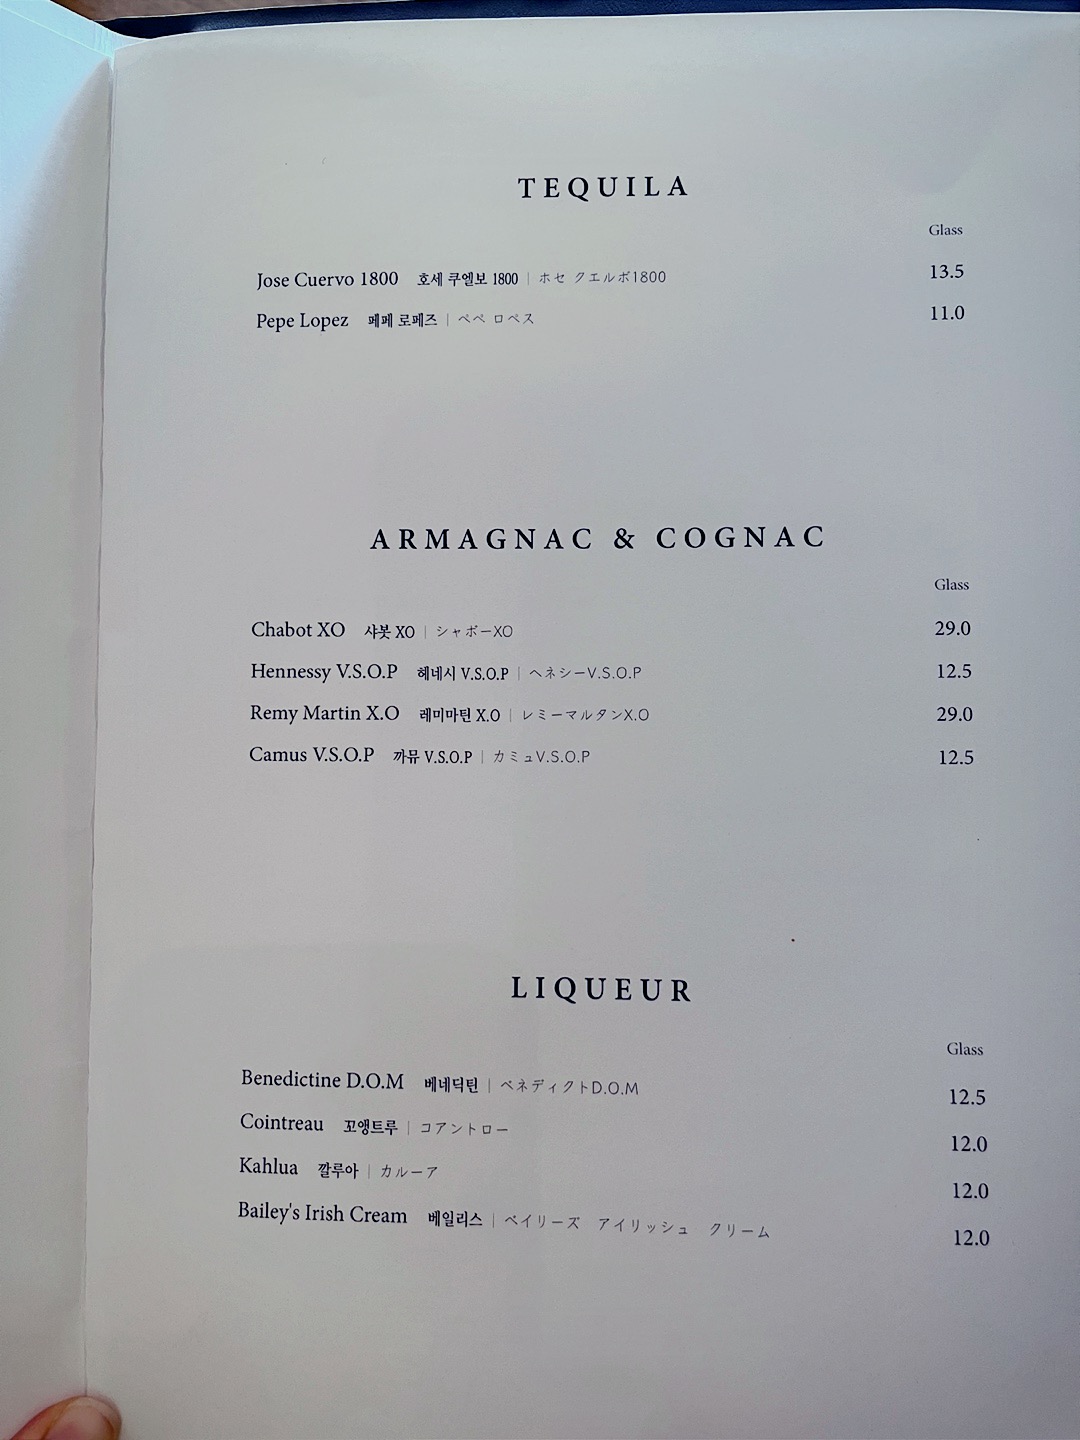 TEQUILA
Glass
Jose Cuervo 1800 호세 쿠엘보 1800 | ホセ クエルボ1800 13.5
Pepe Lopez 페페 로페즈 | ペペ ロペス 11.0
ARMAGNAC & COGNAC
Glass
Chabot XO 샤봇 XO | シャボーXO 29.0
Hennessy V.S.O.P 헤네시 V.S.O.P | ヘネシーV.S.O.P 12.5
Remy Martin X.O 레미마틴 X.O | レミーマルタンX.O 29.0
Camus V.S.O.P 까뮤 V.S.O.P | カミュV.S.O.P 12.5
LIQUEUR
Glass
Benedictine D.O.M 베네딕틴 | ベネディクトD.O.M 12.5
Cointreau 꼬앵트루 | コアントロー 12.0
Kahlua 깔루아 | カルーア 12.0
Bailey's Irish Cream 베일리스 | ベイリーズ アイリッシュ クリーム 12.0